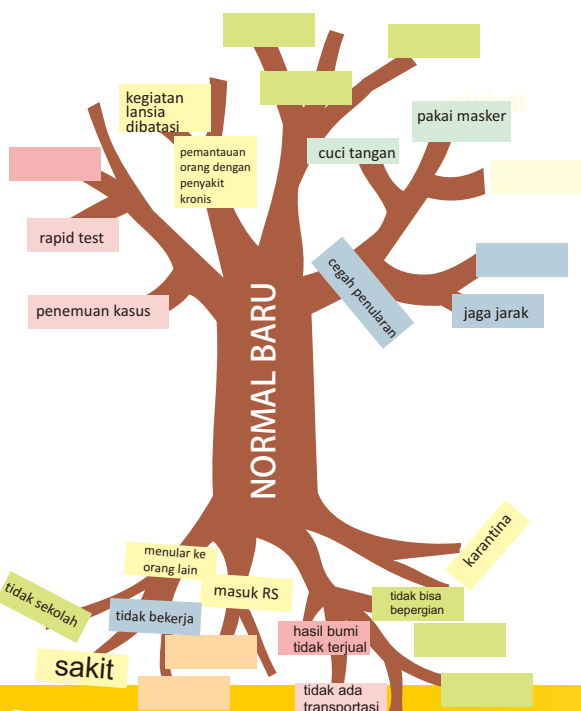 akibat
kegiatan
lansia
dibatasi
pakai masker
cuci tangan
pemantauan
orang dengan
penyakit
kronis
rapid test
cegah penularan
penemuan kasus
jaga jarak
NORMAL BARU
karantina
menular ke
orang lain
masuk RS
tidak sekolah
tidak bekerja
tidak bisa
bepergian
hasil bumi
tidak terjual
sakit
tidak ada
transportasi